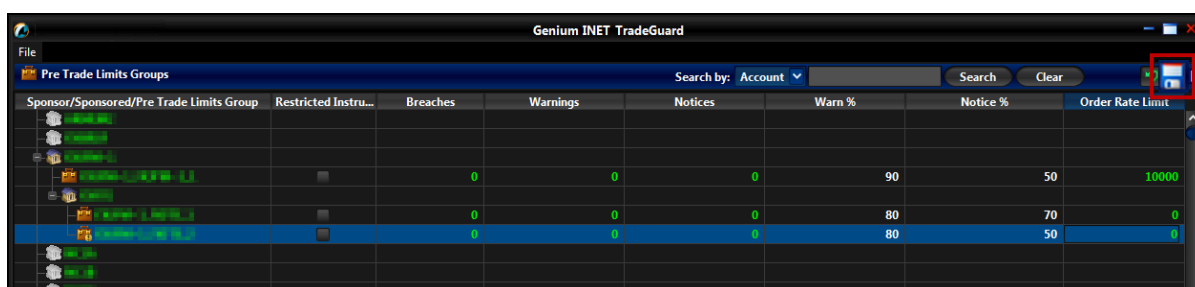 Genium INET TradeGuard
File
Pre Trade Limits Groups Search by: Account Search Clear
Sponsor/Sponsored/Pre Trade Limits Group Restricted Instru... Breaches Warnings Notices Warn % Notice % Order Rate Limit
0 0 0 90 50 10000
0 0 0 80 70 0
0 0 0 80 50 0